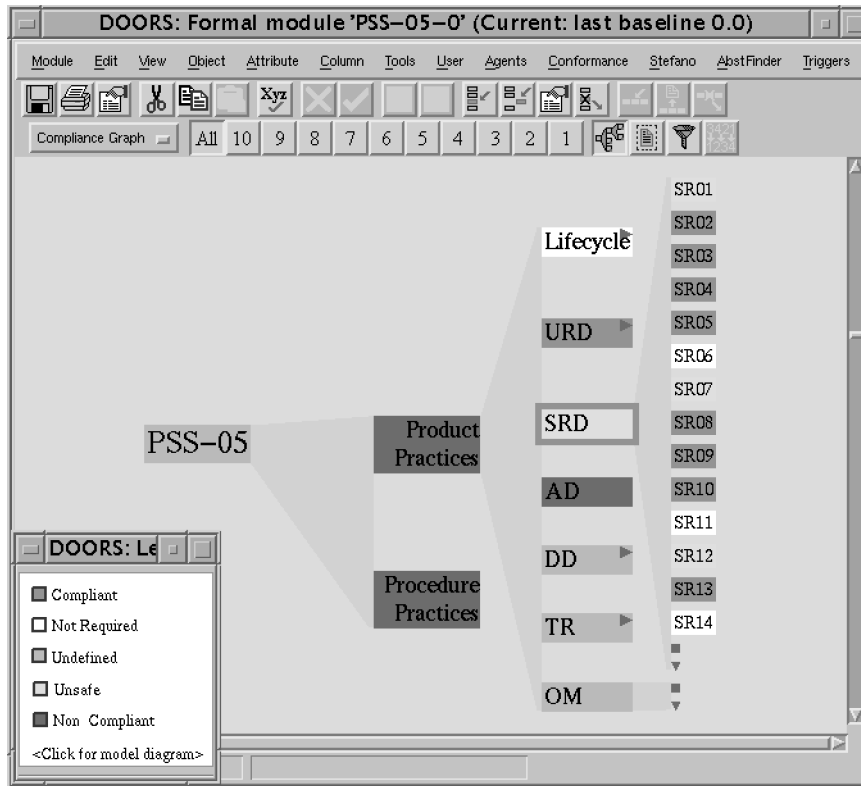 DOORS: Formal module 'PSS-05-0' (Current: last baseline 0.0)
Module Edit View Object Attribute Column Tools User Agents Conformance Stefano AbstFinder Triggers
Xyz
Compliance Graph All 10 9 8 7 6 5 4 3 2 1
SR01
SR02
Lifecycle
SR03
SR04
SR05
URD
SR06
SR07
SRD
SR08
Product
Practices
PSS-05
SR09
AD
SR10
SR11
DD
SR12
Procedure
Practices
SR13
TR
SR14
OM
DOORS: Le
Compliant
Not Required
Undefined
Unsafe
Non Compliant
<Click for model diagram>